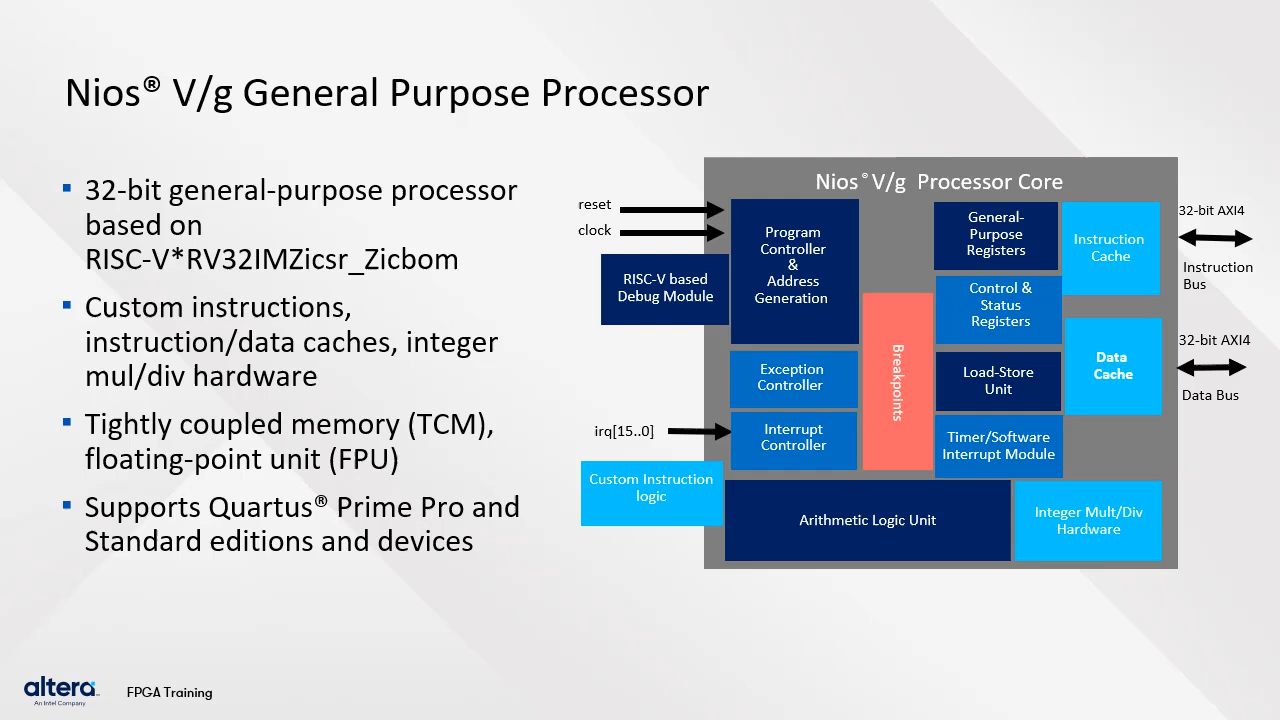 Nios® V/g General Purpose Processor
32-bit general-purpose processor
based on
RISC-V*RV32IMZicsr_Zicbom
Custom instructions,
instruction/data caches, integer
mul/div hardware
Tightly coupled memory (TCM),
floating-point unit (FPU)
Supports Quartus® Prime Pro and
Standard editions and devices
Nios® V/g Processor Core
reset
clock
RISC-V based
Debug Module
Program
Controller
&
Address
Generation
General-
Purpose
Registers
Instruction
Cache
32-bit AXI4
Instruction
Bus
Control &
Status
Registers
Breakpoints
Exception
Controller
Load-Store
Unit
Data
Cache
32-bit AXI4
Data Bus
irq[15..0]
Interrupt
Controller
Timer/Software
Interrupt Module
Custom Instruction
logic
Arithmetic Logic Unit
Integer Mult/Div
Hardware
altera
An Intel Company
FPGA Training